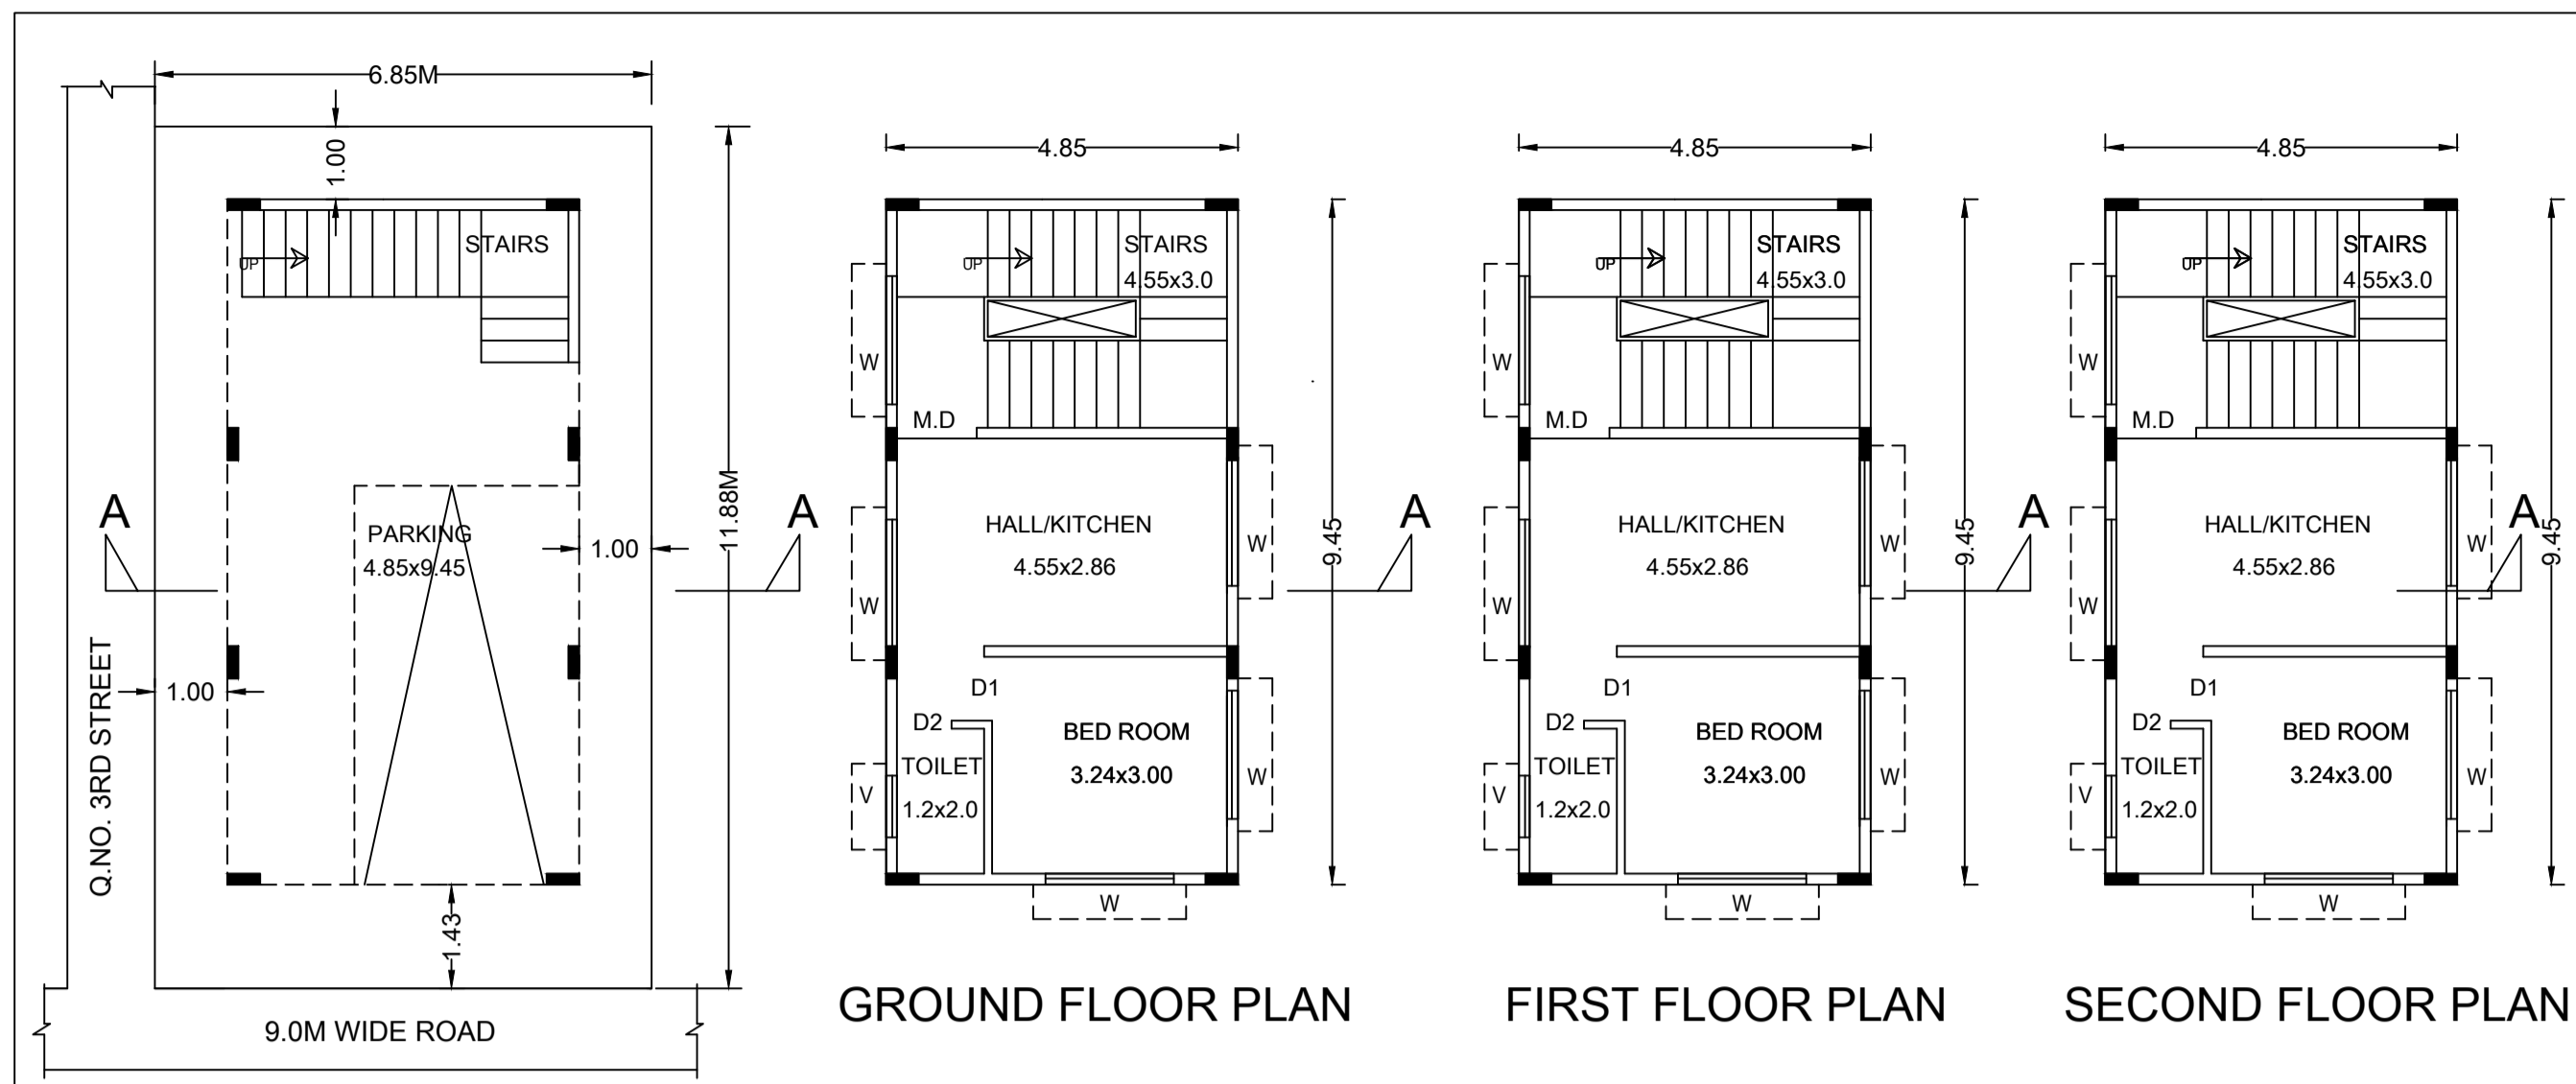 6.85M
1.00
STAIRS
UP
PARKING
4.85x9.45
A
A
1.00
1.00
11.88M
1.43
Q.NO. 3RD STREET
9.0M WIDE ROAD
4.85
STAIRS
4.55x3.0
UP
W
M.D
HALL/KITCHEN
4.55x2.86
W
W
9.45
A
D1
D2
TOILET
1.2x2.0
V
BED ROOM
3.24x3.00
W
W
GROUND FLOOR PLAN
4.85
STAIRS
4.55x3.0
UP
W
M.D
HALL/KITCHEN
4.55x2.86
W
W
9.45
A
D1
D2
TOILET
1.2x2.0
V
BED ROOM
3.24x3.00
W
W
FIRST FLOOR PLAN
4.85
STAIRS
4.55x3.0
UP
W
M.D
HALL/KITCHEN
4.55x2.86
W
W
9.45
A
D1
D2
TOILET
1.2x2.0
V
BED ROOM
3.24x3.00
W
W
SECOND FLOOR PLAN